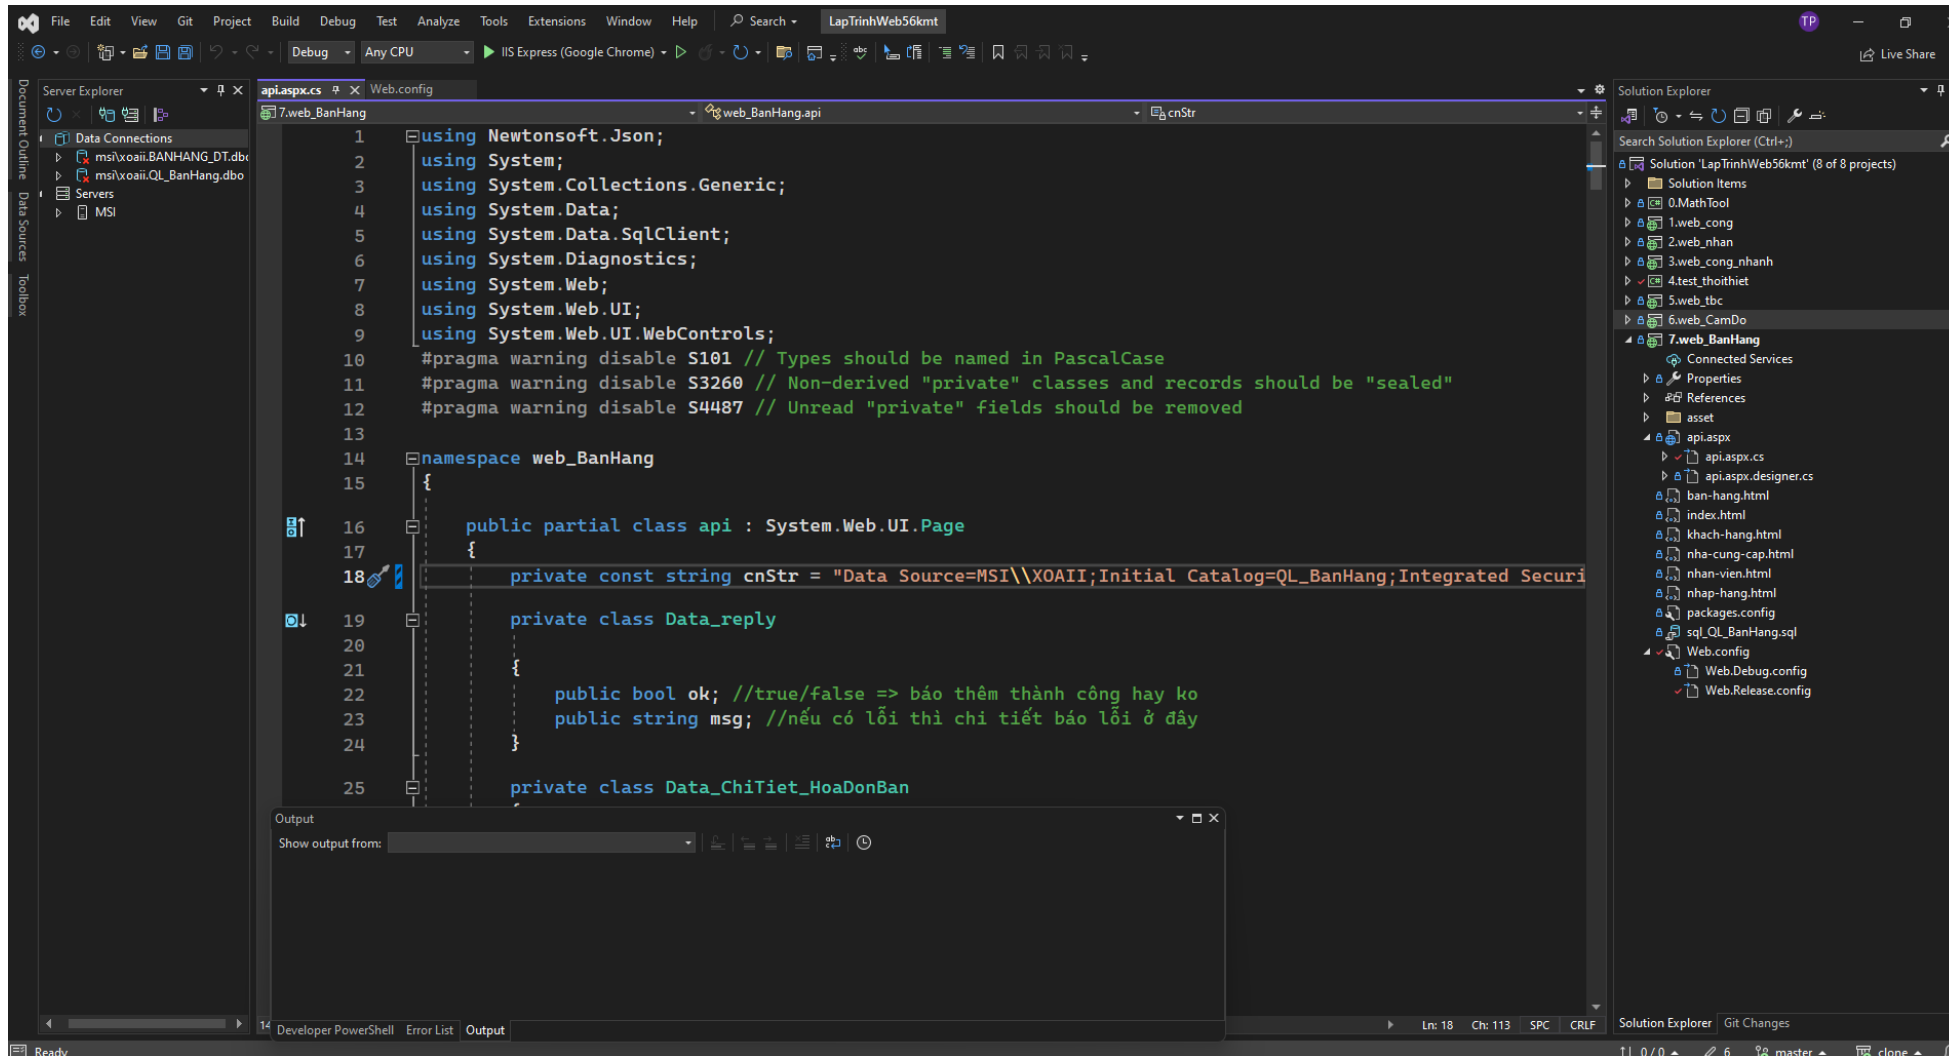 File Edit View Git Project Build Debug Test Analyze Tools Extensions Window Help Search LapTrinhWeb56kmt TP
Debug Any CPU IIS Express (Google Chrome) Live Share
Document Outline
Data Sources
Toolbox
Server Explorer
Data Connections
msi\xoaii.BANHANG_DT.dbo
msi\xoaii.QL_BanHang.dbo
Servers
MSI
api.aspx.cs Web.config
7.web_BanHang web_BanHang.api cnStr
1 using Newtonsoft.Json;
2 using System;
3 using System.Collections.Generic;
4 using System.Data;
5 using System.Data.SqlClient;
6 using System.Diagnostics;
7 using System.Web;
8 using System.Web.UI;
9 using System.Web.UI.WebControls;
10 #pragma warning disable S101 // Types should be named in PascalCase
11 #pragma warning disable S3260 // Non-derived "private" classes and records should be "sealed"
12 #pragma warning disable S4487 // Unread "private" fields should be removed
13
14 namespace web_BanHang
15 {
16 public partial class api : System.Web.UI.Page
17 {
18 private const string cnStr = "Data Source=MSI\\XOAII;Initial Catalog=QL_BanHang;Integrated Securi
19 private class Data_reply
20
21 {
22 public bool ok; //true/false => báo thêm thành công hay ko
23 public string msg; //nếu có lỗi thì chi tiết báo lỗi ở đây
24 }
25 private class Data_ChiTiet_HoaDonBan
Output
Show output from:
Developer PowerShell Error List Output
Ln: 18 Ch: 113 SPC CRLF
Solution Explorer
Search Solution Explorer (Ctrl+;)
Solution 'LapTrinhWeb56kmt' (8 of 8 projects)
Solution Items
0.MathTool
1.web_cong
2.web_nhan
3.web_cong_nhanh
4.test_thoithiet
5.web_tbc
6.web_CamDo
7.web_BanHang
Connected Services
Properties
References
asset
api.aspx
api.aspx.cs
api.aspx.designer.cs
ban-hang.html
index.html
khach-hang.html
nha-cung-cap.html
nhan-vien.html
nhap-hang.html
packages.config
sql_QL_BanHang.sql
Web.config
Web.Debug.config
Web.Release.config
Solution Explorer Git Changes
Ready 0 / 0 6 master clone